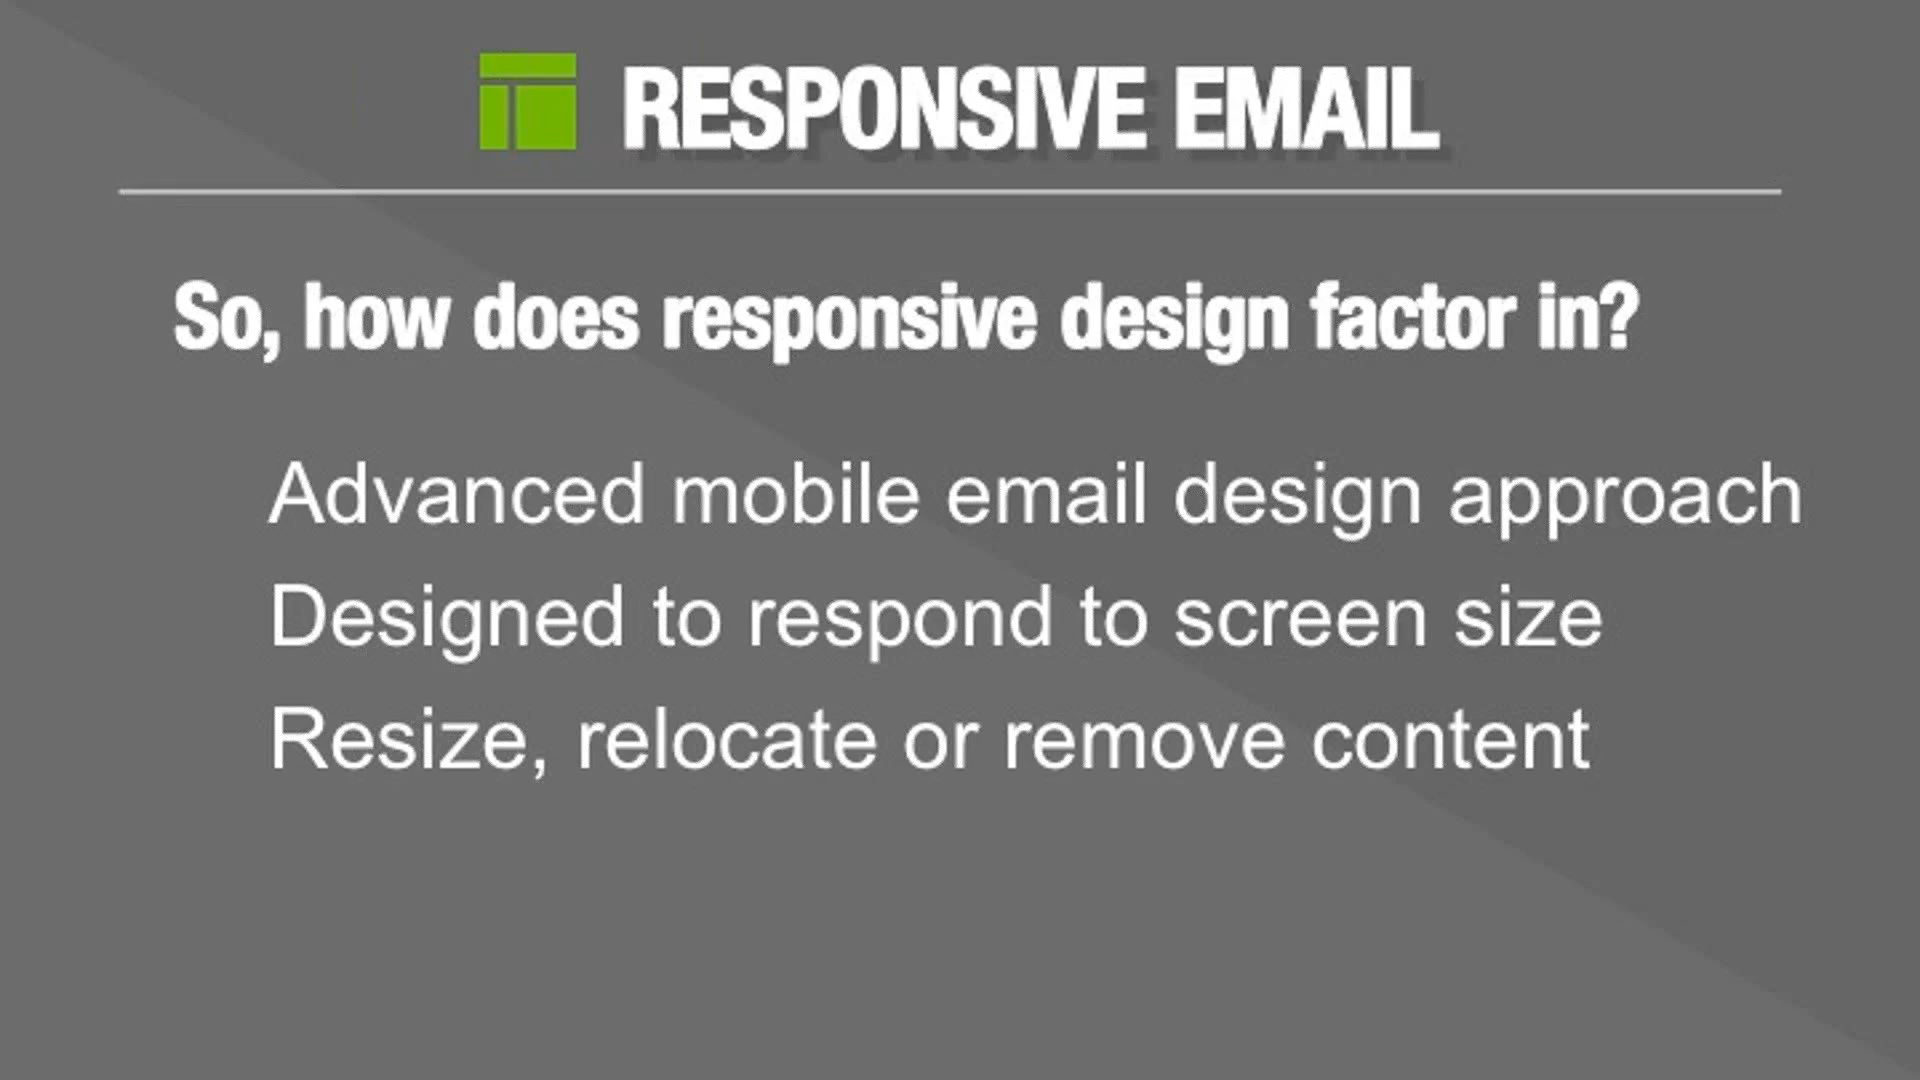 RESPONSIVE EMAIL
So, how does responsive design factor in?
Advanced mobile email design approach
Designed to respond to screen size
Resize, relocate or remove content